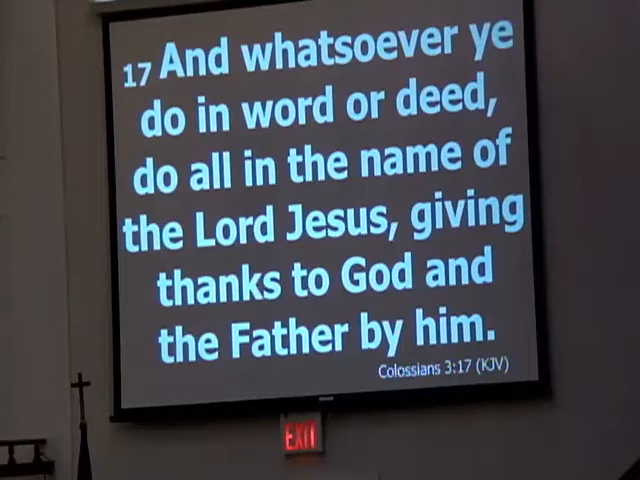 17 And whatsoever ye
do in word or deed,
do all in the name of
the Lord Jesus, giving
thanks to God and
the Father by him.
Colossians 3:17 (KJV)
EXIT